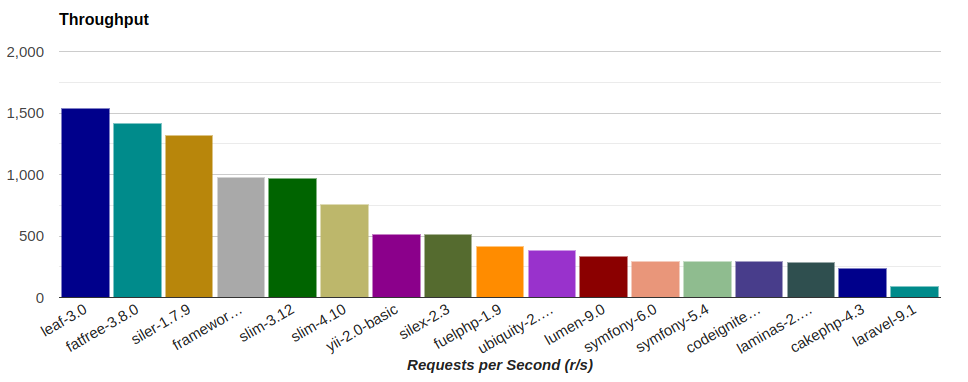 Throughput
2,000
1,500
1,000
500
0
leaf-3.0
fatfree-3.8.0
siler-1.7.9
framewor…
slim-3.12
slim-4.10
yii-2.0-basic
silex-2.3
fuelphp-1.9
ubiquity-2.…
lumen-9.0
symfony-6.0
symfony-5.4
codeignite…
laminas-2.…
cakephp-4.3
laravel-9.1
Requests per Second (r/s)